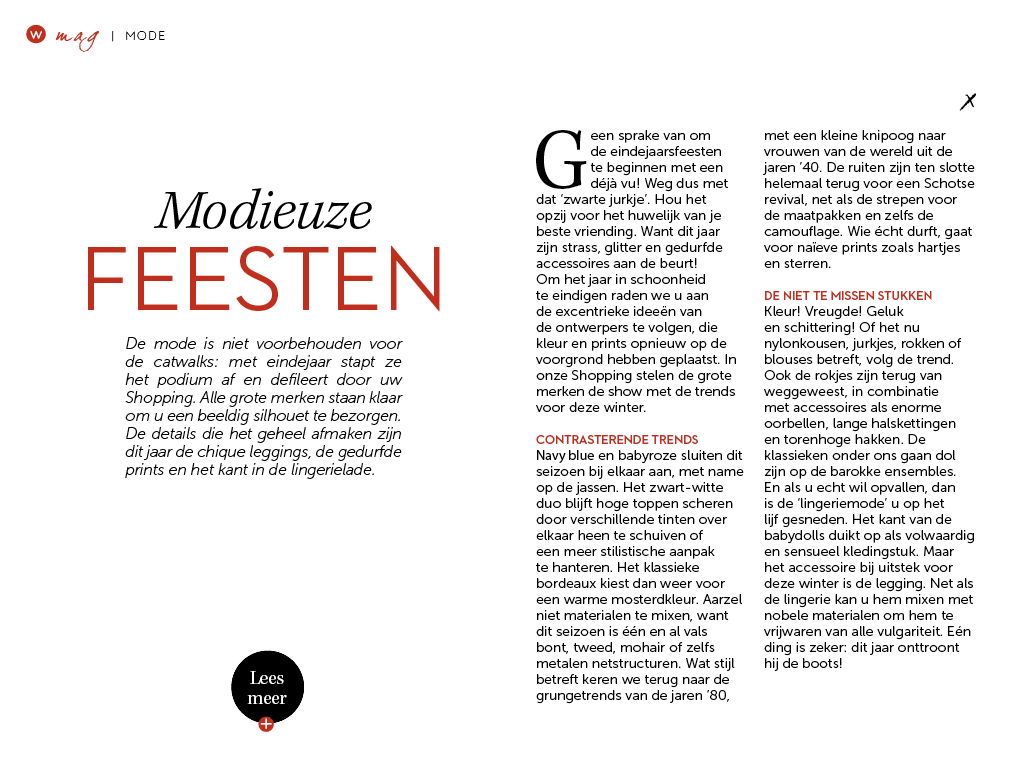 W mag | MODE
Modieuze
FEESTEN
De mode is niet voorbehouden voor
de catwalks: met eindejaar stapt ze
het podium af en defileert door uw
Shopping. Alle grote merken staan klaar
om u een beeldig silhouet te bezorgen.
De details die het geheel afmaken zijn
dit jaar de chique leggings, de gedurfde
prints en het kant in de lingerielade.
Lees
meer
+
Geen sprake van om
de eindejaarsfeesten
te beginnen met een
déjà vu! Weg dus met
dat ‘zwarte jurkje’. Hou het
opzij voor het huwelijk van je
beste vriending. Want dit jaar
zijn strass, glitter en gedurfde
accessoires aan de beurt!
Om het jaar in schoonheid
te eindigen raden we u aan
de excentrieke ideeën van
de ontwerpers te volgen, die
kleur en prints opnieuw op de
voorgrond hebben geplaatst. In
onze Shopping stelen de grote
merken de show met de trends
voor deze winter.
CONTRASTERENDE TRENDS
Navy blue en babyroze sluiten dit
seizoen bij elkaar aan, met name
op de jassen. Het zwart-witte
duo blijft hoge toppen scheren
door verschillende tinten over
elkaar heen te schuiven of
een meer stilistische aanpak
te hanteren. Het klassieke
bordeaux kiest dan weer voor
een warme mosterdkleur. Aarzel
niet materialen te mixen, want
dit seizoen is één en al vals
bont, tweed, mohair of zelfs
metalen netstructuren. Wat stijl
betreft keren we terug naar de
grungetrends van de jaren ’80,
met een kleine knipoog naar
vrouwen van de wereld uit de
jaren ’40. De ruiten zijn ten slotte
helemaal terug voor een Schotse
revival, net als de strepen voor
de maatpakken en zelfs de
camouflage. Wie écht durft, gaat
voor naïeve prints zoals hartjes
en sterren.
DE NIET TE MISSEN STUKKEN
Kleur! Vreugde! Geluk
en schittering! Of het nu
nylonkousen, jurkjes, rokken of
blouses betreft, volg de trend.
Ook de rokjes zijn terug van
weggeweest, in combinatie
met accessoires als enorme
oorbellen, lange halskettingen
en torenhoge hakken. De
klassieken onder ons gaan dol
zijn op de barokke ensembles.
En als u echt wil opvallen, dan
is de ‘lingeriemode’ u op het
lijf gesneden. Het kant van de
babydolls duikt op als volwaardig
en sensueel kledingstuk. Maar
het accessoire bij uitstek voor
deze winter is de legging. Net als
de lingerie kan u hem mixen met
nobele materialen om hem te
vrijwaren van alle vulgariteit. Eén
ding is zeker: dit jaar onttroont
hij de boots!